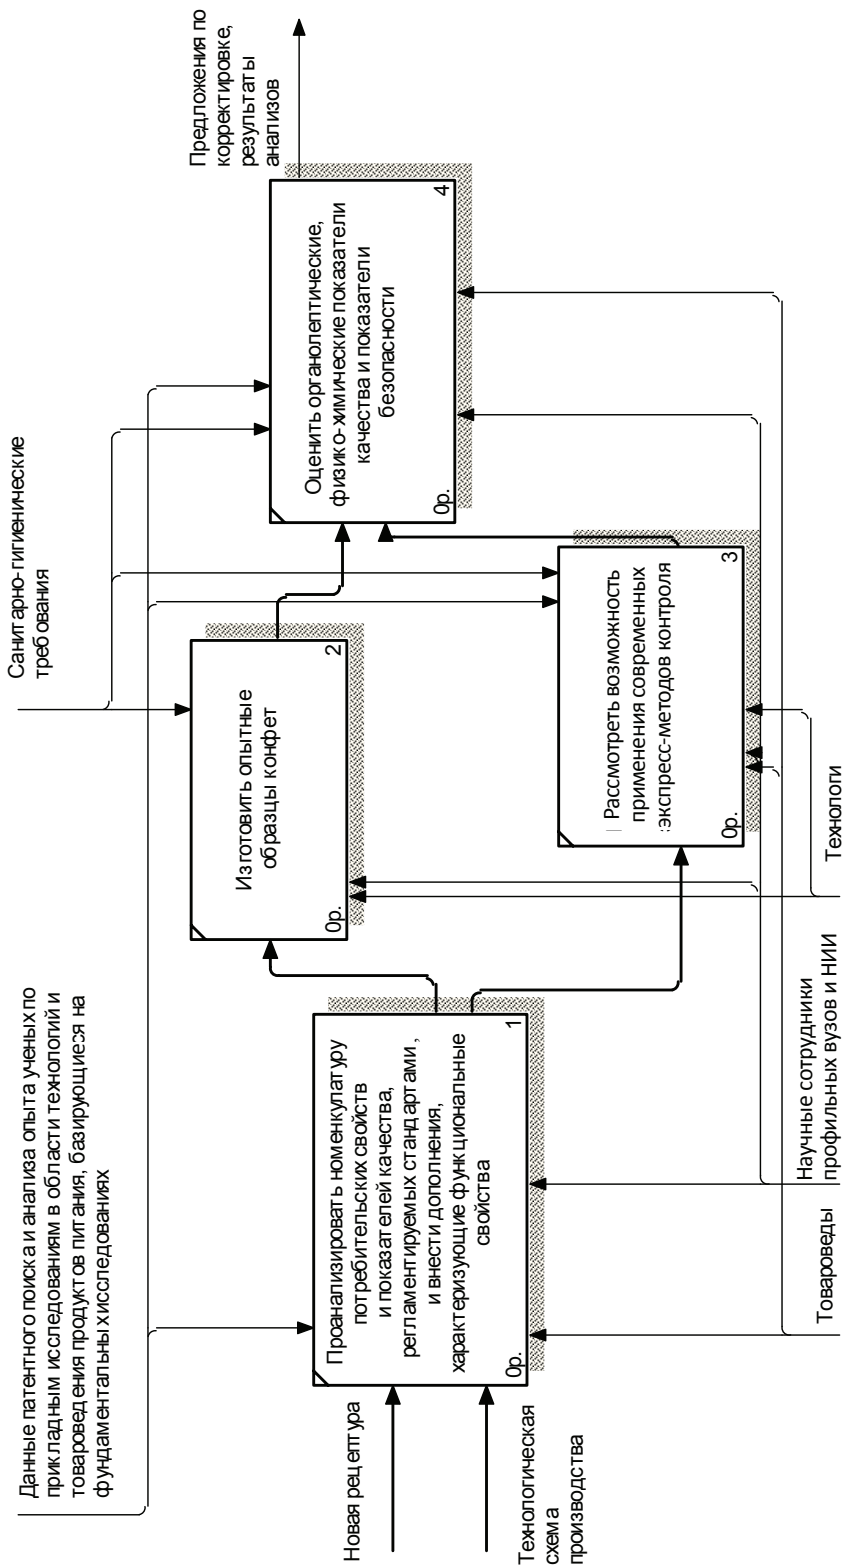 Данные патентного поиска и анализа опыта ученых по
прикладным исследованиям в области технологий и
товароведения продуктов питания, базирующиеся на
фундаментальных исследованиях
Санитарно-гигиенические
требования
Предложения по
корректировке,
результаты
анализов
Новая рецептура
Технологическая
схема
производства
Проанализировать номенкулатуру
потребительских свойств
и показателей качества,
регламентируемых стандартами,
и внести дополнения,
характеризующие функциональные
свойства
0р.
1
Изготовить опытные
образцы конфет
0р.
2
Рассмотреть возможность
применения современных
экспресс-методов контроля
0р.
3
Оценить органолептические,
физико-химические показатели
качества и показатели
безопасности
0р.
4
Товароведы
Научные сотрудники
профильных вузов и НИИ
Технологи